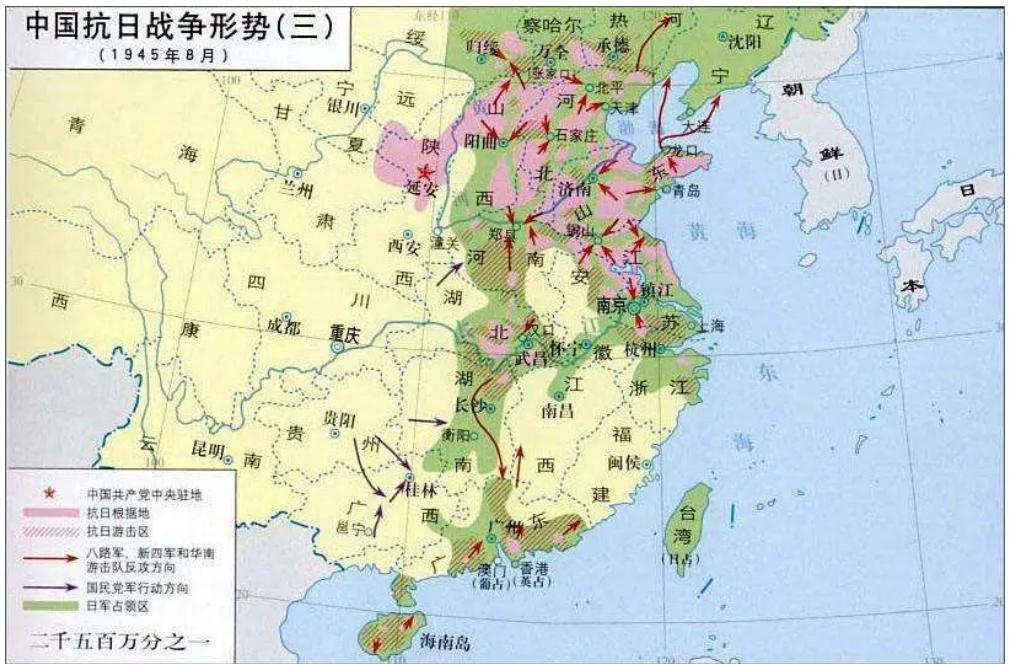 中国抗日战争形势(三)
(1945年8月)
东经110
120
130
察哈尔
热
河
辽
宁
绥
远
归绥
万全
(张家口)
承德
沈阳
北平
天津
大连
朝
鲜
(日)
日
本
100
甘
肃
宁
夏
银川
青
海
兰州
陕
西
延安
山
西
阳曲
河
北
石家庄
渤海
龙口
山
东
济南
青岛
黄海
西安
潼关
郑县
铜山
河
南
江
苏
安
徽
30
西
康
四
川
成都
重庆
湖
北
汉口
武昌
怀宁
南京
镇江
上海
杭州
浙江
东
海
湖
南
长沙
衡阳
江
西
南昌
福
建
闽侯
贵
州
贵阳
云
南
昆明
100
广
西
桂林
邕宁
广
东
广州
澳门
(葡占)
香港
(英占)
台
湾
(日占)
海南岛
20
110
120
中国共产党中央驻地
抗日根据地
抗日游击区
八路军、新四军和华南
游击队反攻方向
国民党军行动方向
日军占领区
二千五百万分之一